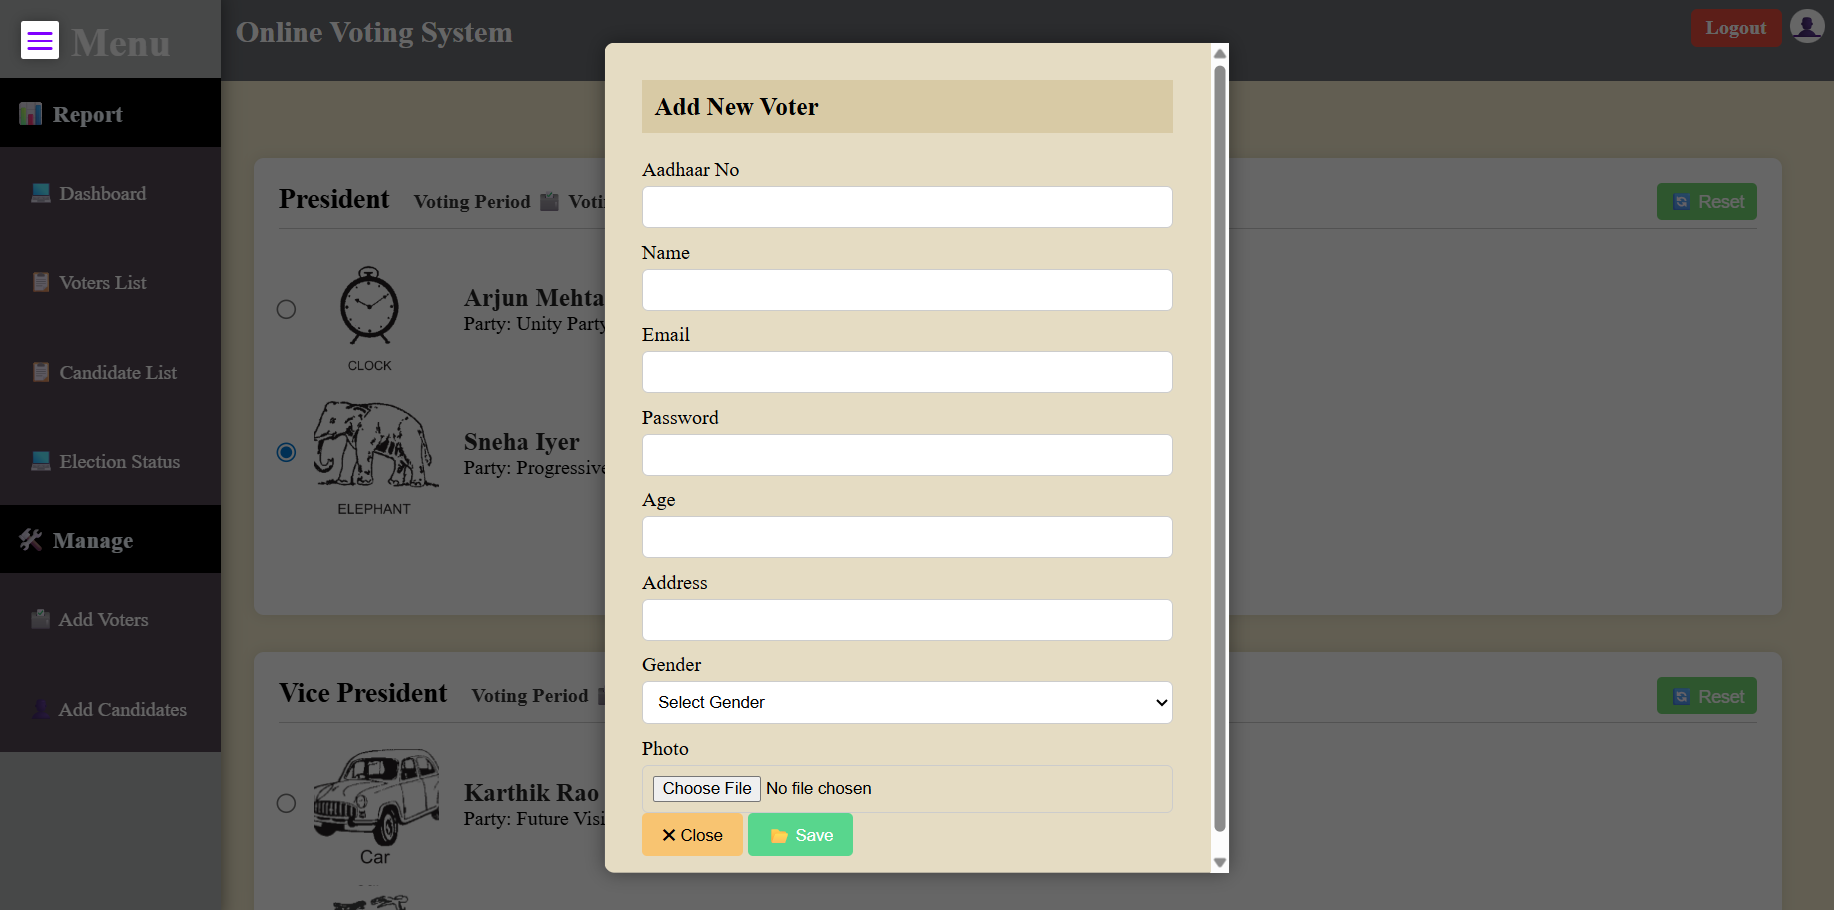 Menu
Online Voting System
Logout
Report
Dashboard
Voters List
Candidate List
Election Status
Manage
Add Voters
Add Candidates
President
Voting Period
Reset
CLOCK
Arjun Mehta
Party: Unity Party
ELEPHANT
Sneha Iyer
Party: Progressive
Vice President
Voting Period
Reset
Car
Karthik Rao
Party: Future
Add New Voter
Aadhaar No
Name
Email
Password
Age
Address
Gender
Select Gender
Photo
Choose File No file chosen
Close
Save